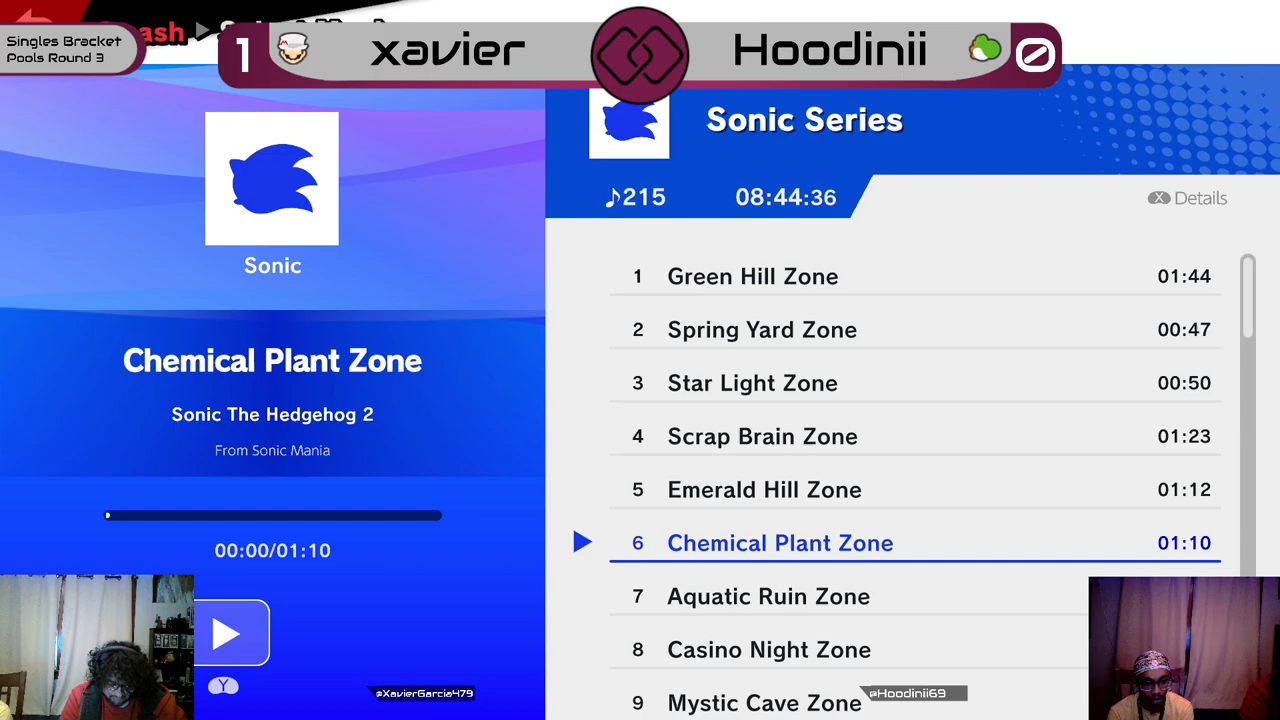 Singles Bracket
Pools Round 3
1
xavier
Hoodinii
0
Sonic
Chemical Plant Zone
Sonic The Hedgehog 2
From Sonic Mania
00:00/01:10
Y
Sonic Series
♪215 08:44:36
X Details
1 Green Hill Zone 01:44
2 Spring Yard Zone 00:47
3 Star Light Zone 00:50
4 Scrap Brain Zone 01:23
5 Emerald Hill Zone 01:12
6 Chemical Plant Zone 01:10
7 Aquatic Ruin Zone
8 Casino Night Zone
9 Mystic Cave Zone
@XavierGarcia479
@Hoodinii69